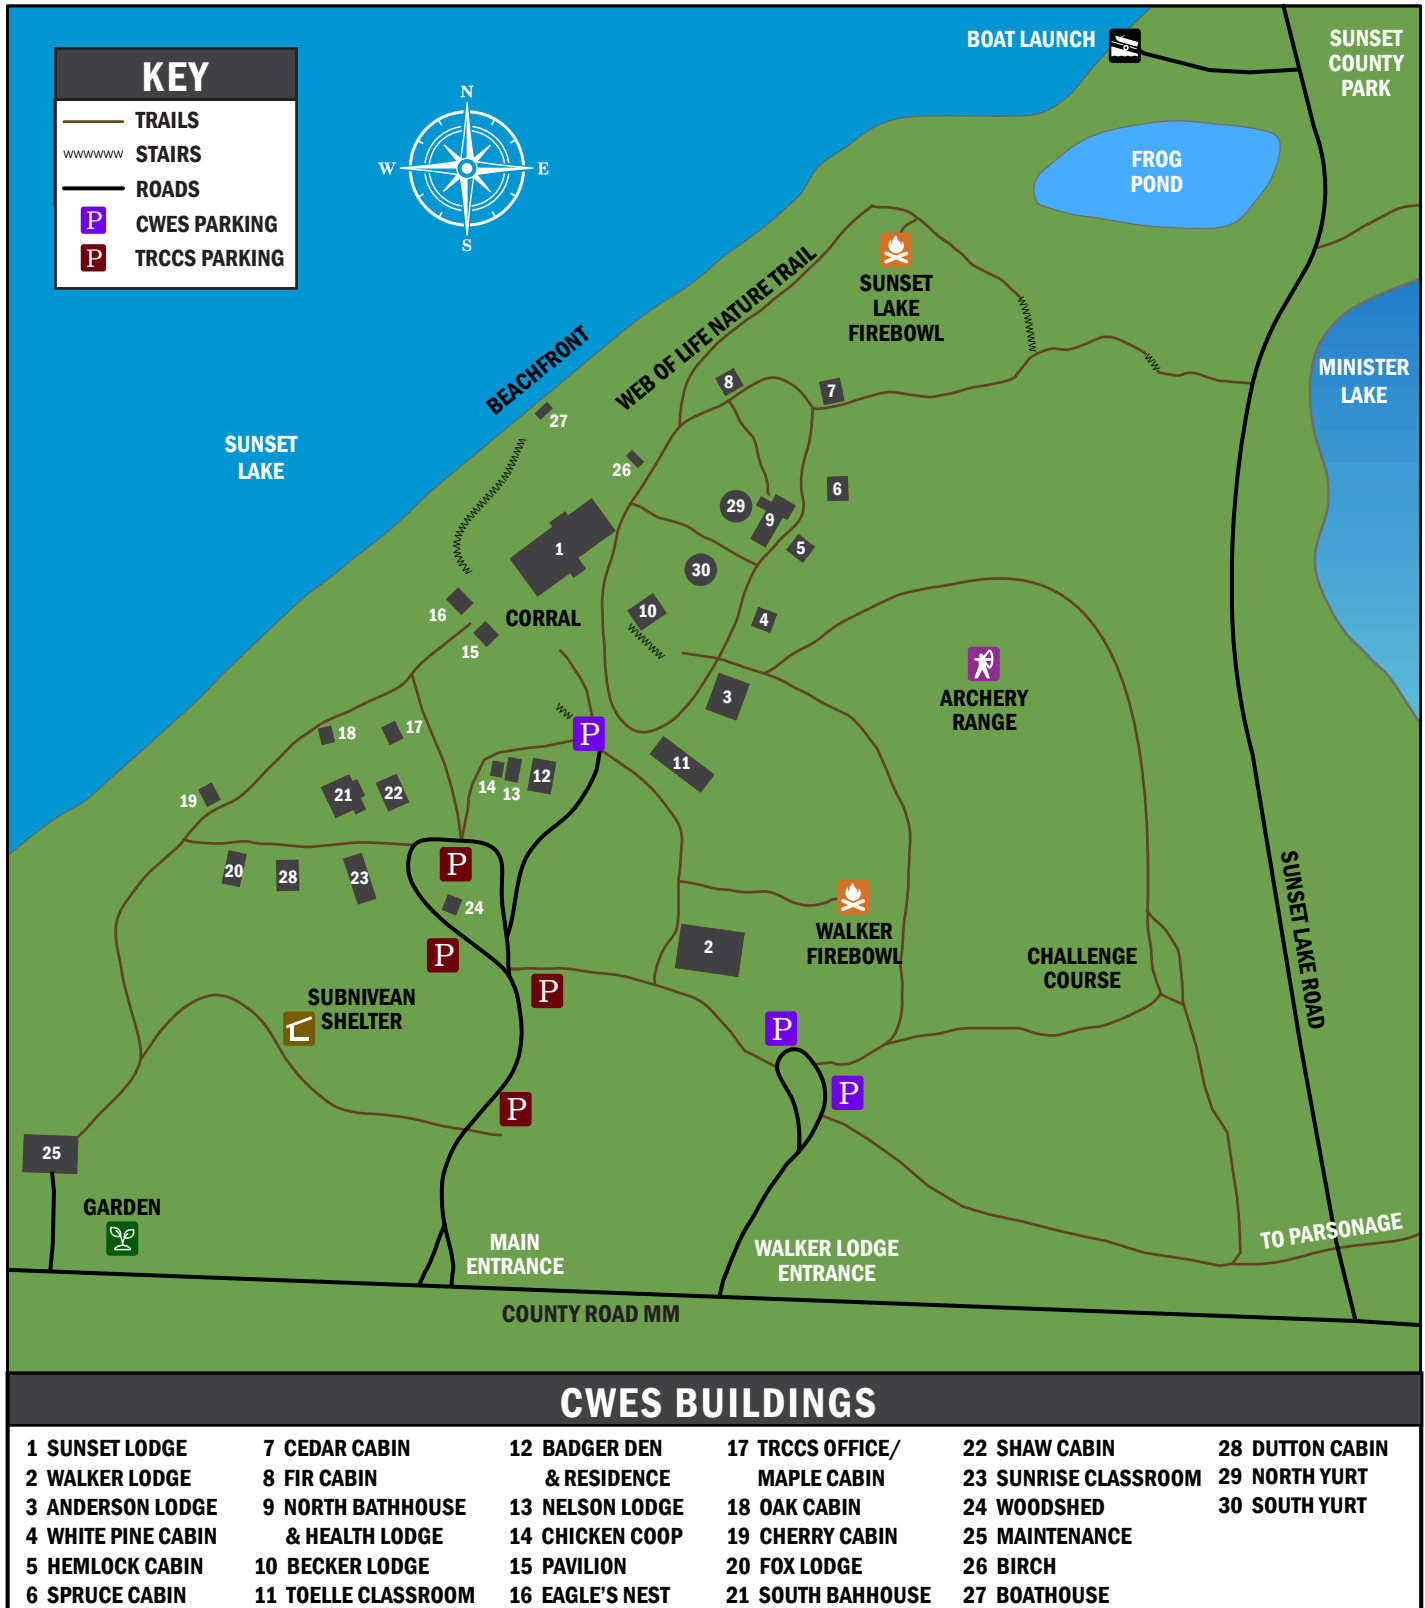 BOAT LAUNCH
SUNSET
COUNTY
PARK
KEY
TRAILS
wwwwww STAIRS
ROADS
P CWES PARKING
P TRCCS PARKING
N
W
E
S
FROG
POND
SUNSET
LAKE
FIREBOWL
WEB OF LIFE NATURE TRAIL
BEACHFRONT
MINISTER
LAKE
8
7
27
SUNSET
LAKE
26
6
29
9
1
5
30
16
10
4
CORRAL
15
3
ARCHERY
RANGE
17
18
P
11
12
14
13
19
21
22
P
20
28
23
24
SUNSET LAKE ROAD
WALKER
FIREBOWL
2
P
CHALLENGE
COURSE
P
SUBNIVEAN
SHELTER
P
P
P
25
GARDEN
MAIN
ENTRANCE
WALKER LODGE
ENTRANCE
TO PARSONAGE
COUNTY ROAD MM
CWES BUILDINGS
1 SUNSET LODGE
2 WALKER LODGE
3 ANDERSON LODGE
4 WHITE PINE CABIN
5 HEMLOCK CABIN
6 SPRUCE CABIN
7 CEDAR CABIN
8 FIR CABIN
9 NORTH BATHHOUSE
& HEALTH LODGE
10 BECKER LODGE
11 TOELLE CLASSROOM
12 BADGER DEN
& RESIDENCE
13 NELSON LODGE
14 CHICKEN COOP
15 PAVILION
16 EAGLE'S NEST
17 TRCCS OFFICE/
MAPLE CABIN
18 OAK CABIN
19 CHERRY CABIN
20 FOX LODGE
21 SOUTH BAHHOUSE
22 SHAW CABIN
23 SUNRISE CLASSROOM
24 WOODSHED
25 MAINTENANCE
26 BIRCH
27 BOATHOUSE
28 DUTTON CABIN
29 NORTH YURT
30 SOUTH YURT